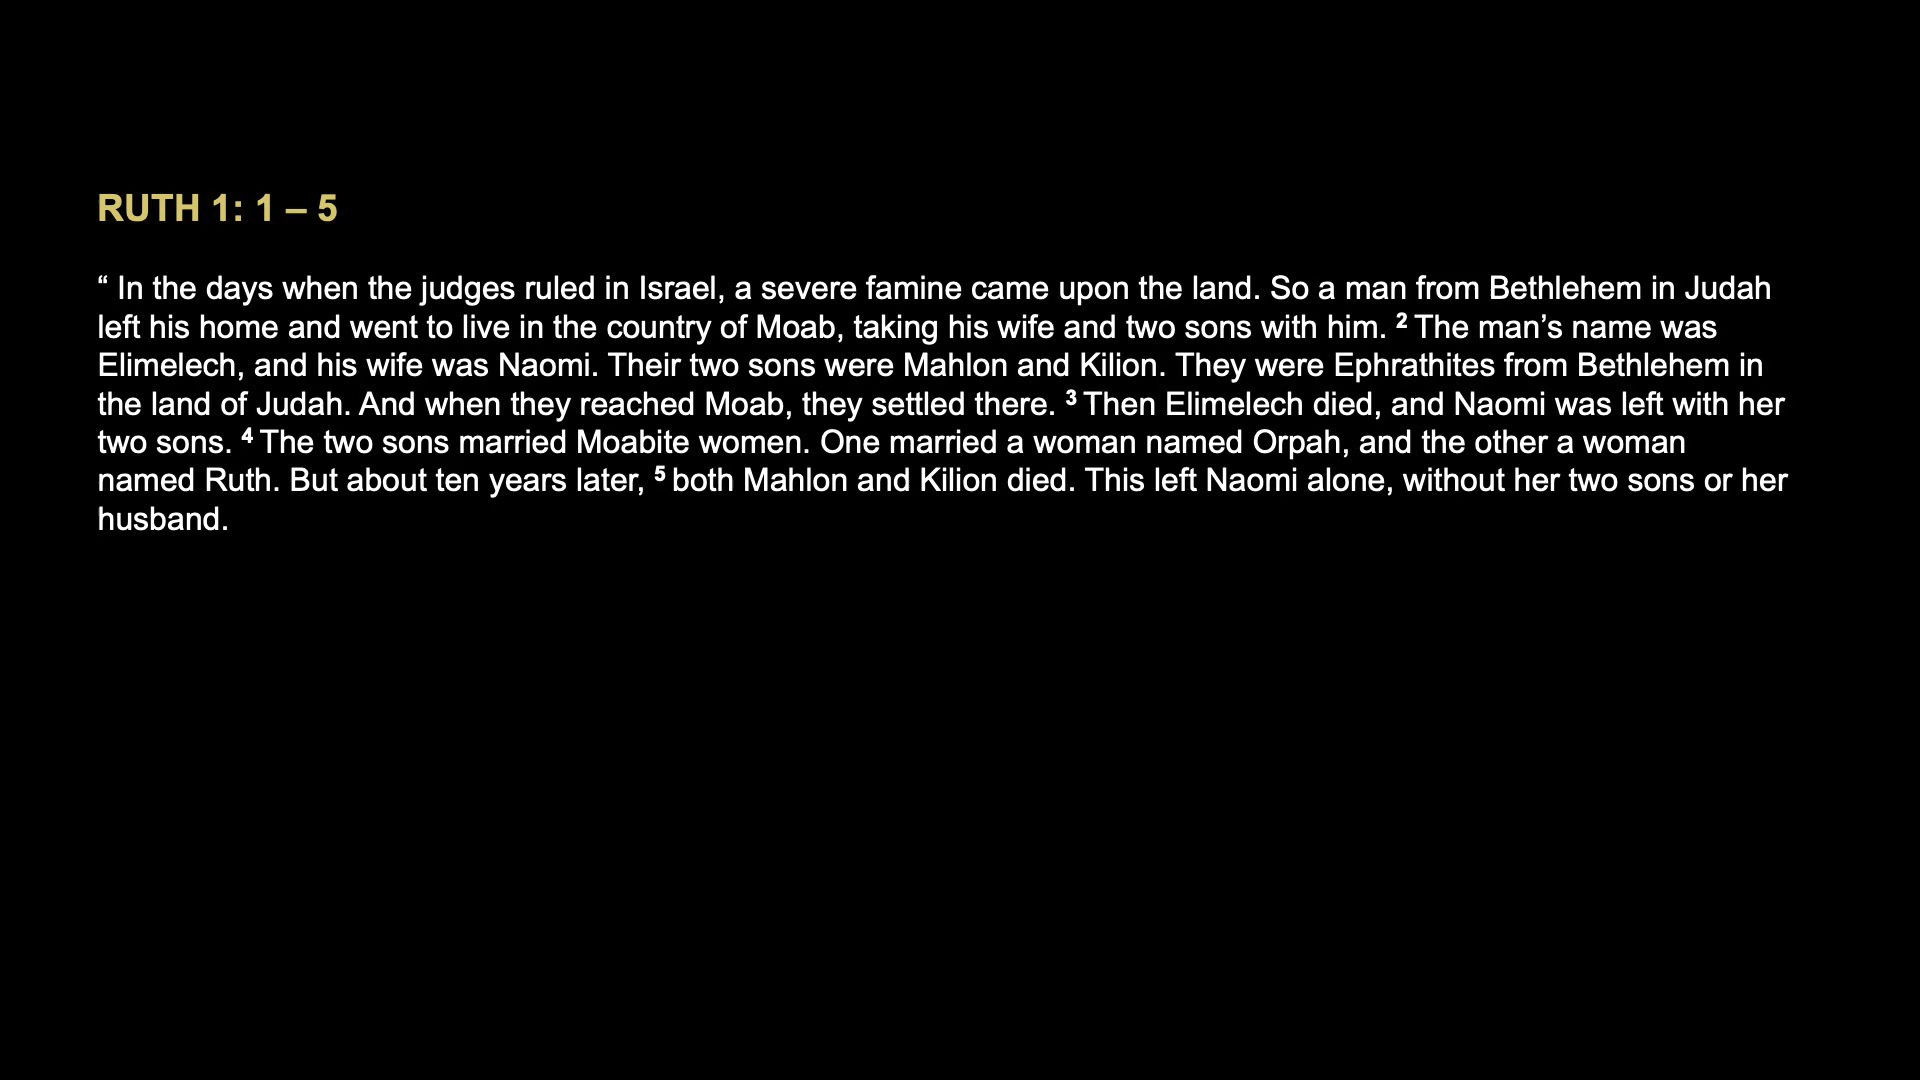 RUTH 1: 1 – 5
“ In the days when the judges ruled in Israel, a severe famine came upon the land. So a man from Bethlehem in Judah
left his home and went to live in the country of Moab, taking his wife and two sons with him. ² The man’s name was
Elimelech, and his wife was Naomi. Their two sons were Mahlon and Kilion. They were Ephrathites from Bethlehem in
the land of Judah. And when they reached Moab, they settled there. ³ Then Elimelech died, and Naomi was left with her
two sons. ⁴ The two sons married Moabite women. One married a woman named Orpah, and the other a woman
named Ruth. But about ten years later, ⁵ both Mahlon and Kilion died. This left Naomi alone, without her two sons or her
husband.